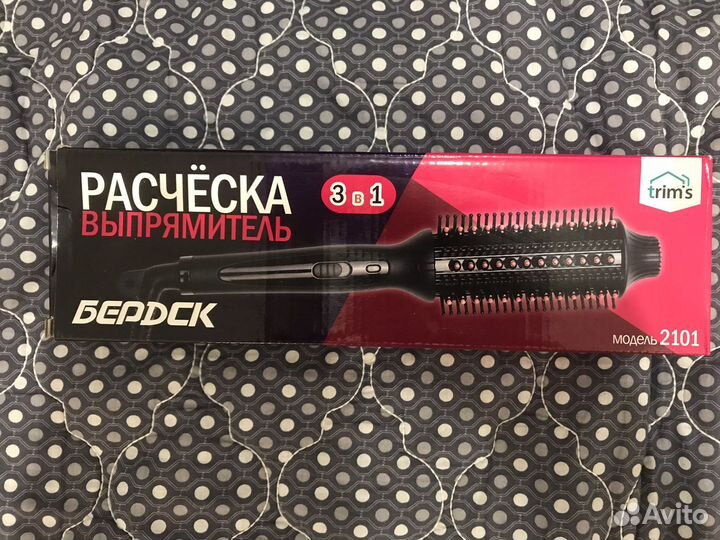 РАСЧЁСКА
ВЫПРЯМИТЕЛЬ
3 в 1
trim's
БЕРДСК
модель 2101
Avito